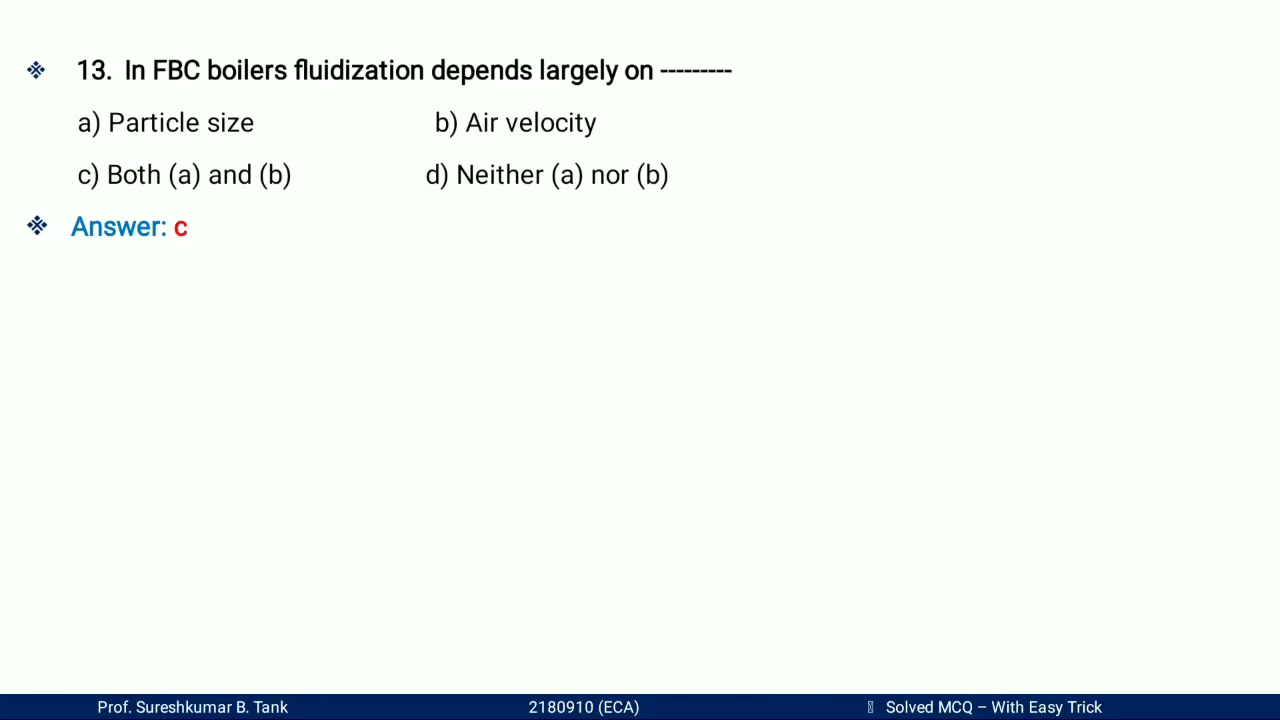 ❖ 13. In FBC boilers fluidization depends largely on ---------
a) Particle size b) Air velocity
c) Both (a) and (b) d) Neither (a) nor (b)
❖ Answer: c
Prof. Sureshkumar B. Tank 2180910 (ECA) Solved MCQ – With Easy Trick